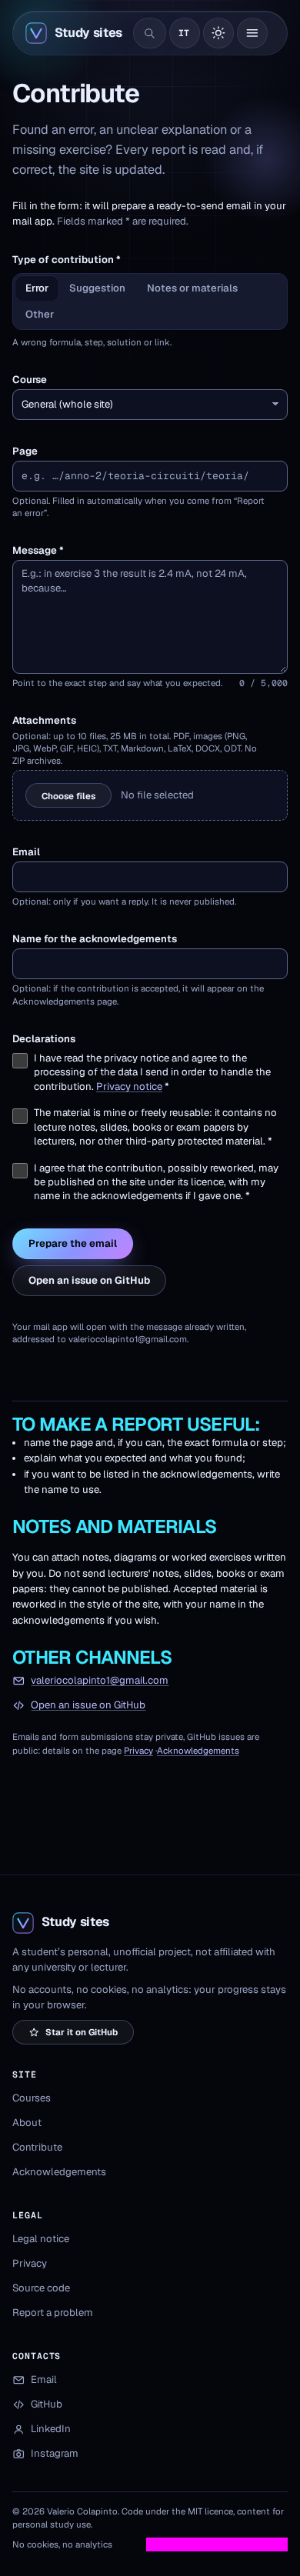 Study sites
IT
Contribute
Found an error, an unclear explanation or a
missing exercise? Every report is read and, if
correct, the site is updated.
Fill in the form: it will prepare a ready-to-send email in your
mail app. Fields marked * are required.
Type of contribution *
Error
Suggestion
Notes or materials
Other
A wrong formula, step, solution or link.
Course
General (whole site)
Page
e.g. …/anno-2/teoria-circuiti/teoria/
Optional. Filled in automatically when you come from "Report
an error".
Message *
E.g.: in exercise 3 the result is 2.4 mA, not 24 mA,
because…
Point to the exact step and say what you expected.
0 / 5,000
Attachments
Optional: up to 10 files, 25 MB in total. PDF, images (PNG,
JPG, WebP, GIF, HEIC), TXT, Markdown, LaTeX, DOCX, ODT. No
ZIP archives.
Choose files
No file selected
Email
Optional: only if you want a reply. It is never published.
Name for the acknowledgements
Optional: if the contribution is accepted, it will appear on the
Acknowledgements page.
Declarations
I have read the privacy notice and agree to the
processing of the data I send in order to handle the
contribution. Privacy notice *
The material is mine or freely reusable: it contains no
lecture notes, slides, books or exam papers by
lecturers, nor other third-party protected material. *
I agree that the contribution, possibly reworked, may
be published on the site under its licence, with my
name in the acknowledgements if I gave one. *
Prepare the email
Open an issue on GitHub
Your mail app will open with the message already written,
addressed to valeriocolapinto1@gmail.com.
TO MAKE A REPORT USEFUL:
• name the page and, if you can, the exact formula or step;
• explain what you expected and what you found;
• if you want to be listed in the acknowledgements, write
the name to use.
NOTES AND MATERIALS
You can attach notes, diagrams or worked exercises written
by you. Do not send lecturers' notes, slides, books or exam
papers: they cannot be published. Accepted material is
reworked in the style of the site, with your name in the
acknowledgements if you wish.
OTHER CHANNELS
valeriocolapinto1@gmail.com
Open an issue on GitHub
Emails and form submissions stay private, GitHub issues are
public: details on the page Privacy · Acknowledgements
Study sites
A student's personal, unofficial project, not affiliated with
any university or lecturer.
No accounts, no cookies, no analytics: your progress stays
in your browser.
Star it on GitHub
SITE
Courses
About
Contribute
Acknowledgements
LEGAL
Legal notice
Privacy
Source code
Report a problem
CONTACTS
Email
GitHub
LinkedIn
Instagram
© 2026 Valerio Colapinto. Code under the MIT licence, content for
personal study use.
No cookies, no analytics